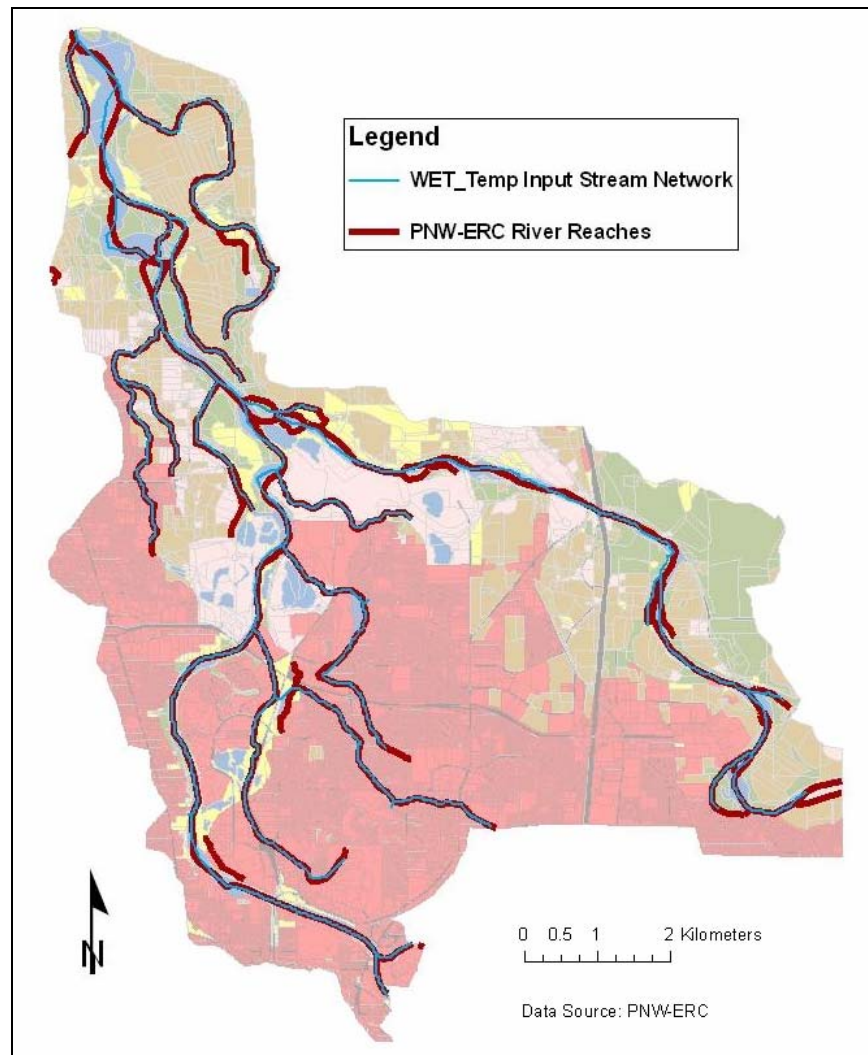 Legend
WET_Temp Input Stream Network
PNW-ERC River Reaches
N
0 0.5 1 2 Kilometers
Data Source: PNW-ERC